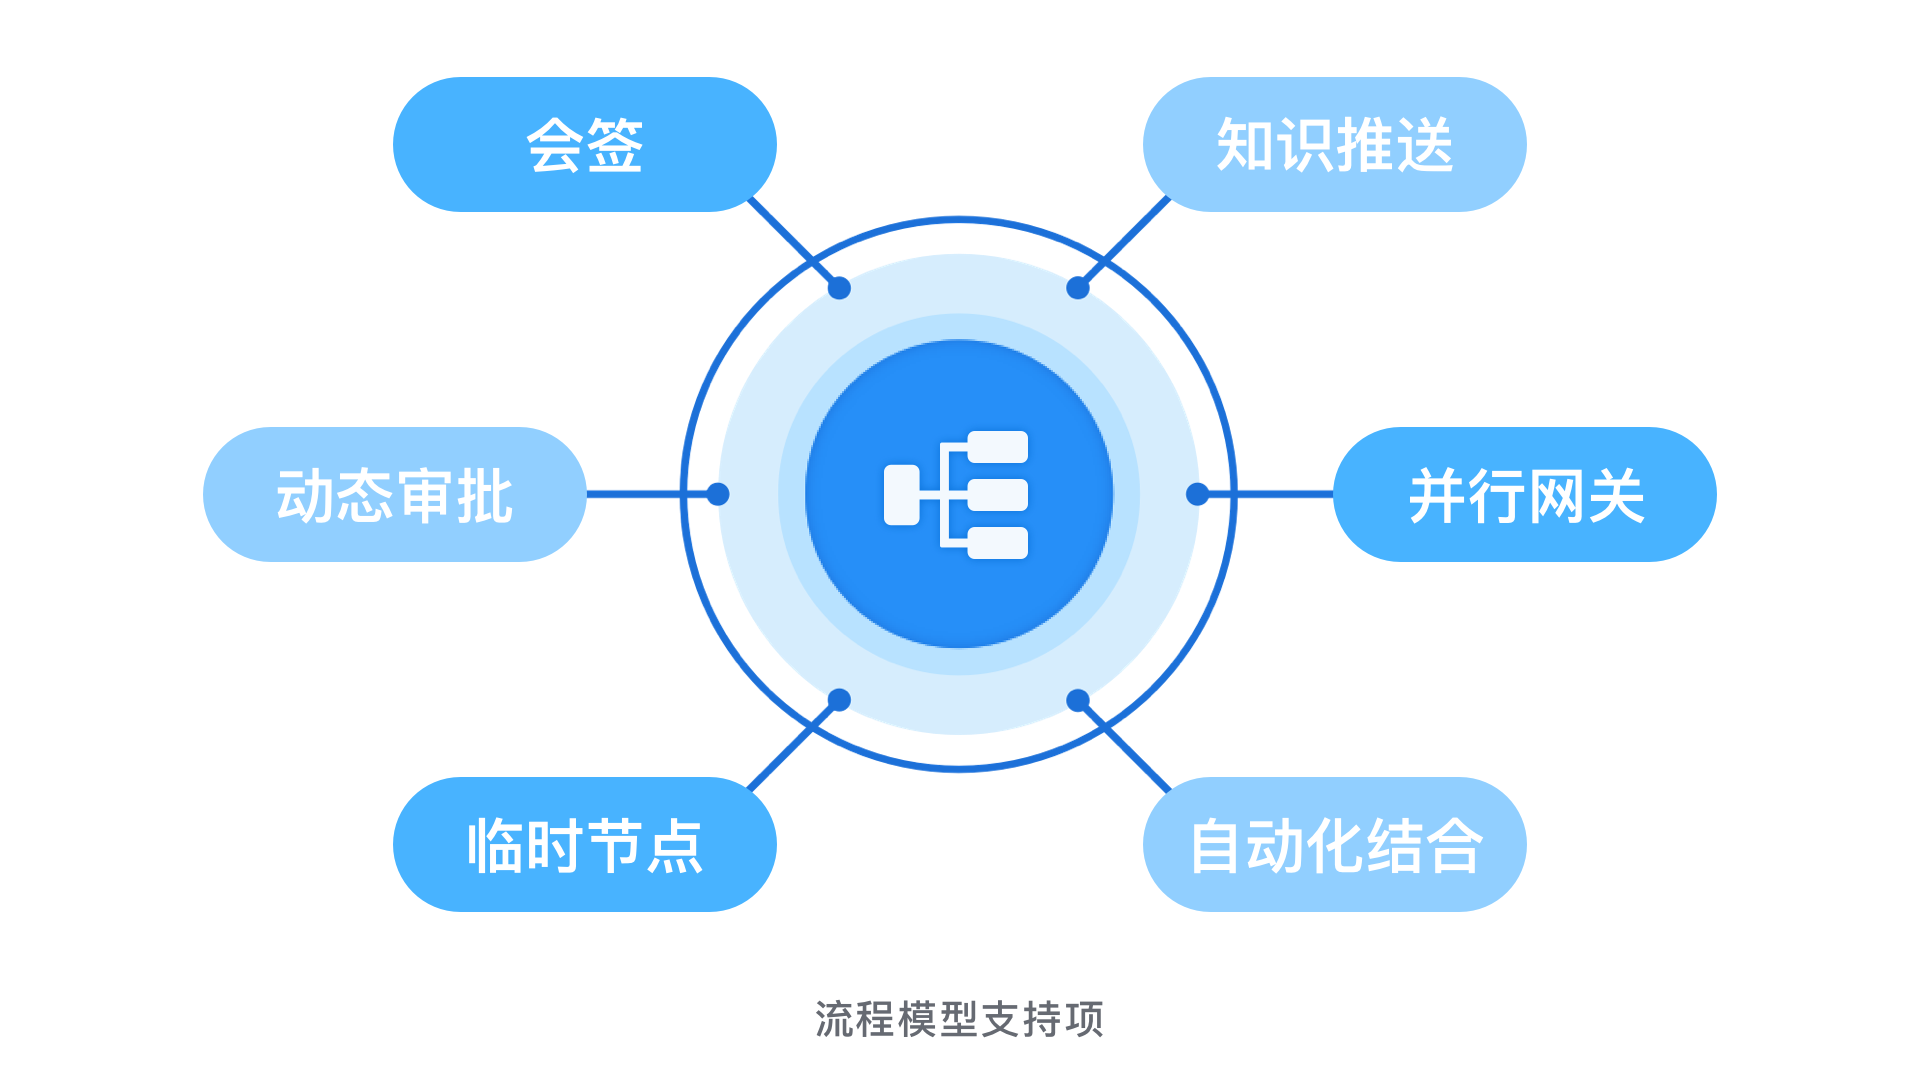 会签
知识推送
动态审批
并行网关
临时节点
自动化结合
流程模型支持项